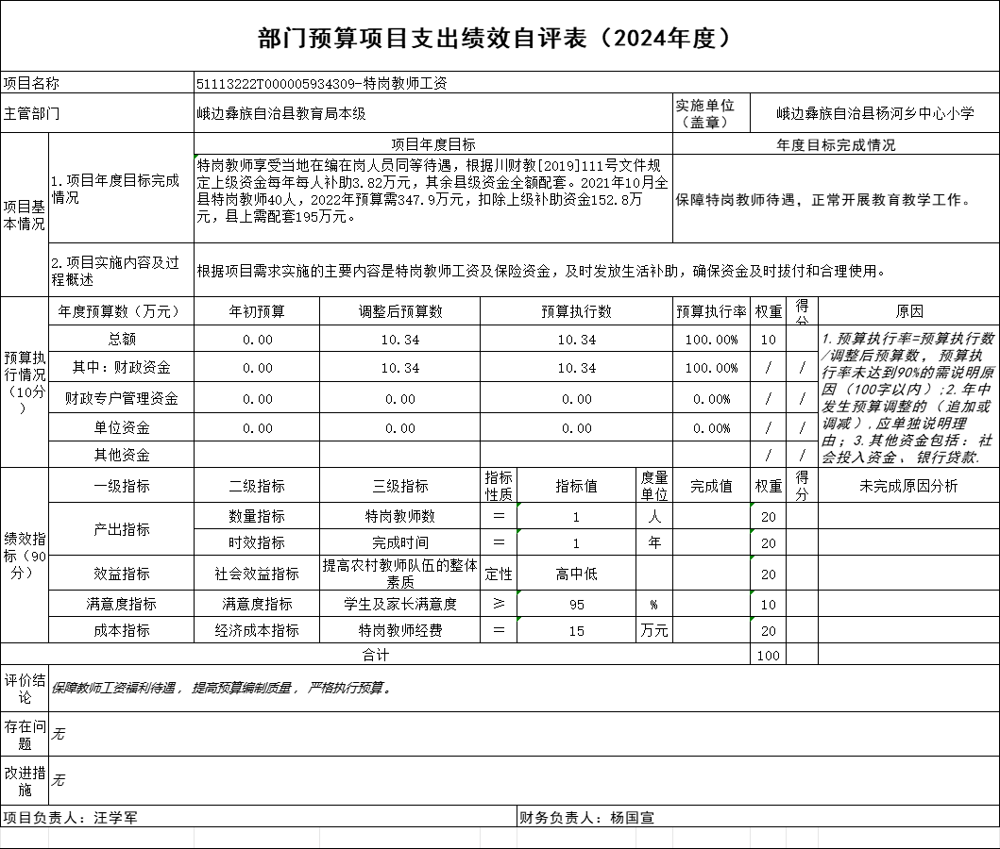 部门预算项目支出绩效自评表（2024年度）
项目名称
51113222T000005934309-特岗教师工资
主管部门
峨边彝族自治县教育局本级
实施单位
（盖章）
峨边彝族自治县杨河乡中心小学
项目基
本情况
1.项目年度目标完成
情况
项目年度目标
年度目标完成情况
特岗教师享受当地在编在岗人员同等待遇，根据川财教[2019]111号文件规
定上级资金每年每人补助3.82万元，其余县级资金全额配套。2021年10月全
县特岗教师40人，2022年预算需347.9万元，扣除上级补助资金152.8万
元，县上需配套195万元。
保障特岗教师待遇，正常开展教育教学工作。
2.项目实施内容及过
程概述
根据项目需求实施的主要内容是特岗教师工资及保险资金，及时发放生活补助，确保资金及时拔付和合理使用。
预算执
行情况
（10分
）
年度预算数（万元） 年初预算 调整后预算数 预算执行数 预算执行率 权重 得分 原因
总额 0.00 10.34 10.34 100.00% 10
其中：财政资金 0.00 10.34 10.34 100.00% / /
财政专户管理资金 0.00 0.00 0.00 0.00% / /
单位资金 0.00 0.00 0.00 0.00% / /
其他资金 / /
1.预算执行率=预算执行数
/调整后预算数，预算执
行率未达到90%的需说明原
因（100字以内）;2.年中
发生预算调整的（追加或
调减）,应单独说明理
由；3.其他资金包括：社
会投入资金、银行贷款.
绩效指
标（90
分）
一级指标 二级指标 三级指标 指标性质 指标值 度量单位 完成值 权重 得分 未完成原因分析
产出指标 数量指标 特岗教师数 ＝ 1 人 20
时效指标 完成时间 ＝ 1 年 20
效益指标 社会效益指标 提高农村教师队伍的整体素质 定性 高中低 20
满意度指标 满意度指标 学生及家长满意度 ≥ 95 % 10
成本指标 经济成本指标 特岗教师经费 ＝ 15 万元 20
合计 100
评价结
论
保障教师工资福利待遇，提高预算编制质量，严格执行预算。
存在问
题
无
改进措
施
无
项目负责人：汪学军
财务负责人：杨国宣